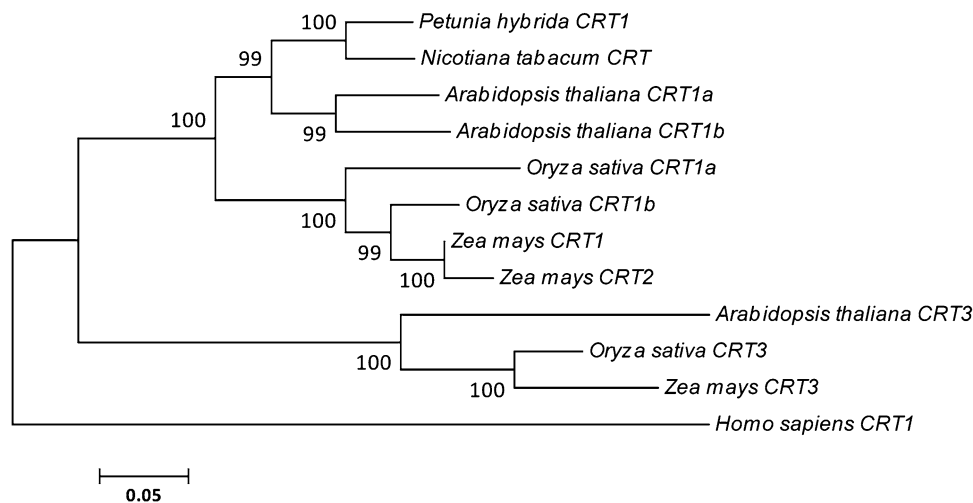 100
Petunia hybrida CRT1
99
Nicotiana tabacum CRT
Arabidopsis thaliana CRT1a
100
99
Arabidopsis thaliana CRT1b
Oryza sativa CRT1a
100
Oryza sativa CRT1b
99
Zea mays CRT1
100
Zea mays CRT2
Arabidopsis thaliana CRT3
100
Oryza sativa CRT3
100
Zea mays CRT3
Homo sapiens CRT1
0.05